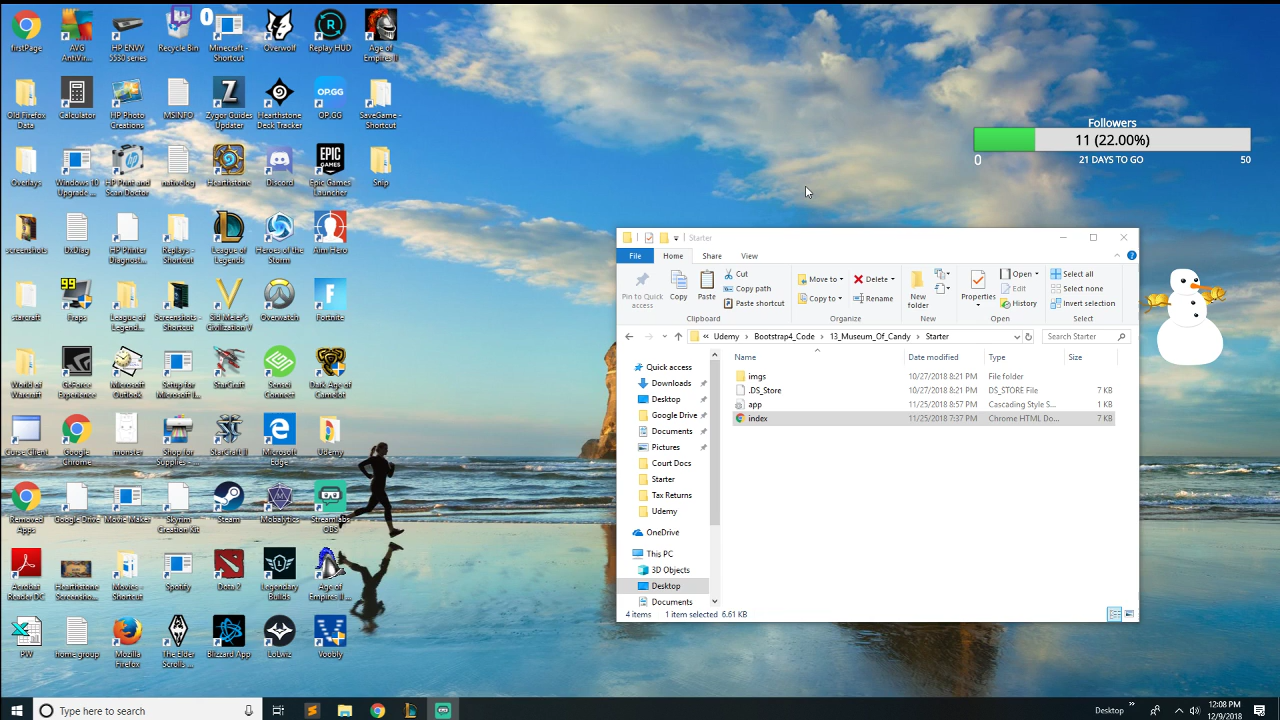 firstPage
AVG AntiVir...
HP ENVY 5530 series
Recycle Bin
0
Minecraft - Shortcut
Overwolf
Replay HUD
Age of Empires II
Old Firefox Data
Calculator
HP Photo Creations
MSINFO
Zygor Guides Updater
Hearthstone Deck Tracker
OP.GG
OP.GG
SaveGame - Shortcut
Overlays
Windows 10 Upgrade ...
HP Print and Scan Doctor
nativelog
Hearthstone
Discord
EPIC GAMES
Epic Games Launcher
Snip
screenshots
DxDiag
HP Printer Diagnost...
Replays - Shortcut
League of Legends
Heroes of the Storm
Aim Hero
starcraft
99
Fraps
League of Legend...
Screenshots - Shortcut
Sid Meier's Civilization V
Overwatch
Fortnite
World of Warcraft
GeForce Experience
Microsoft Outlook
Setup for Microsoft I...
StarCraft
Sensei Connect
Dark Age of Camelot
Curse Client
Google Chrome
monster
Shop for Supplies - ...
StarCraft II
Microsoft Edge
Udemy
Removed Apps
Google Drive
Movie Maker
Skyrim Creation Kit
Steam
Mobalytics
Streamlabs OBS
Acrobat Reader DC
Hearthstone Screensho...
Movies - Shortcut
Spotify
Dota 2
Legendary Builds
Age of Empires II ...
PW
home group
Mozilla Firefox
The Elder Scrolls ...
Blizzard App
LoLwiz
Voobly
Followers
11 (22.00%)
0
21 DAYS TO GO
50
Starter
File
Home
Share
View
Pin to Quick access
Copy
Paste
Cut
Copy path
Paste shortcut
Clipboard
Move to
Copy to
Delete
Rename
Organize
New folder
New
Properties
Open
Edit
History
Open
Select all
Select none
Invert selection
Select
« Udemy > Bootstrap4_Code > 13_Museum_Of_Candy > Starter
Search Starter
Name
Date modified
Type
Size
imgs 10/27/2018 8:21 PM File folder
.DS_Store 10/27/2018 8:21 PM DS_STORE File 7 KB
app 11/25/2018 8:57 PM Cascading Style S... 1 KB
index 11/25/2018 7:37 PM Chrome HTML Do... 7 KB
Quick access
Downloads
Desktop
Google Drive
Documents
Pictures
Court Docs
Starter
Tax Returns
Udemy
OneDrive
This PC
3D Objects
Desktop
Documents
4 items
1 item selected 6.61 KB
Type here to search
Desktop
12:08 PM
12/9/2018